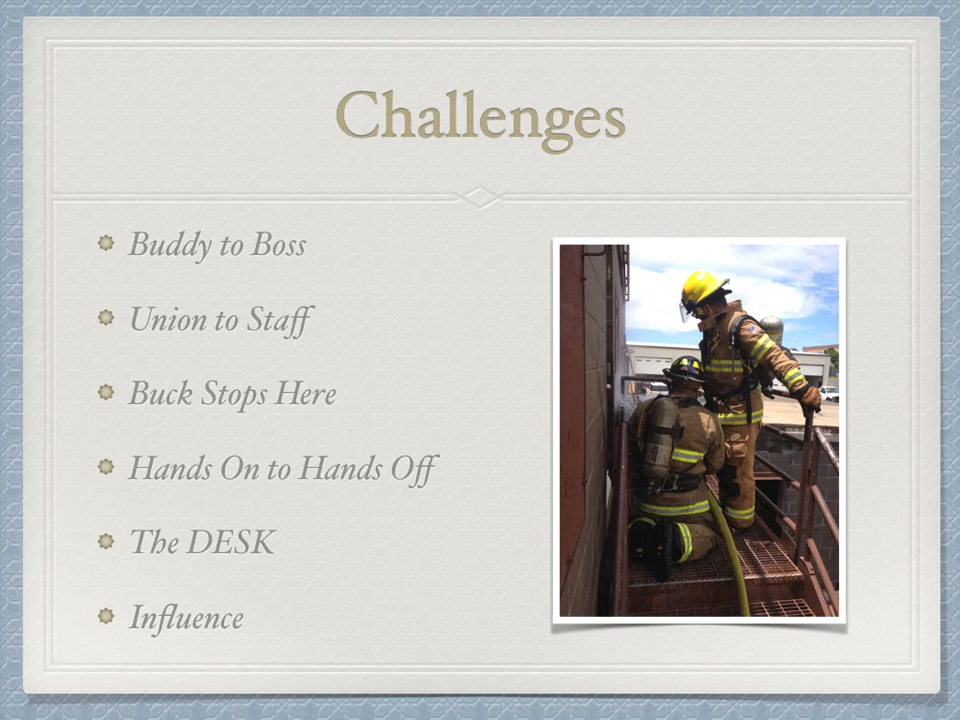 Challenges
Buddy to Boss
Union to Staff
Buck Stops Here
Hands On to Hands Off
The DESK
Influence